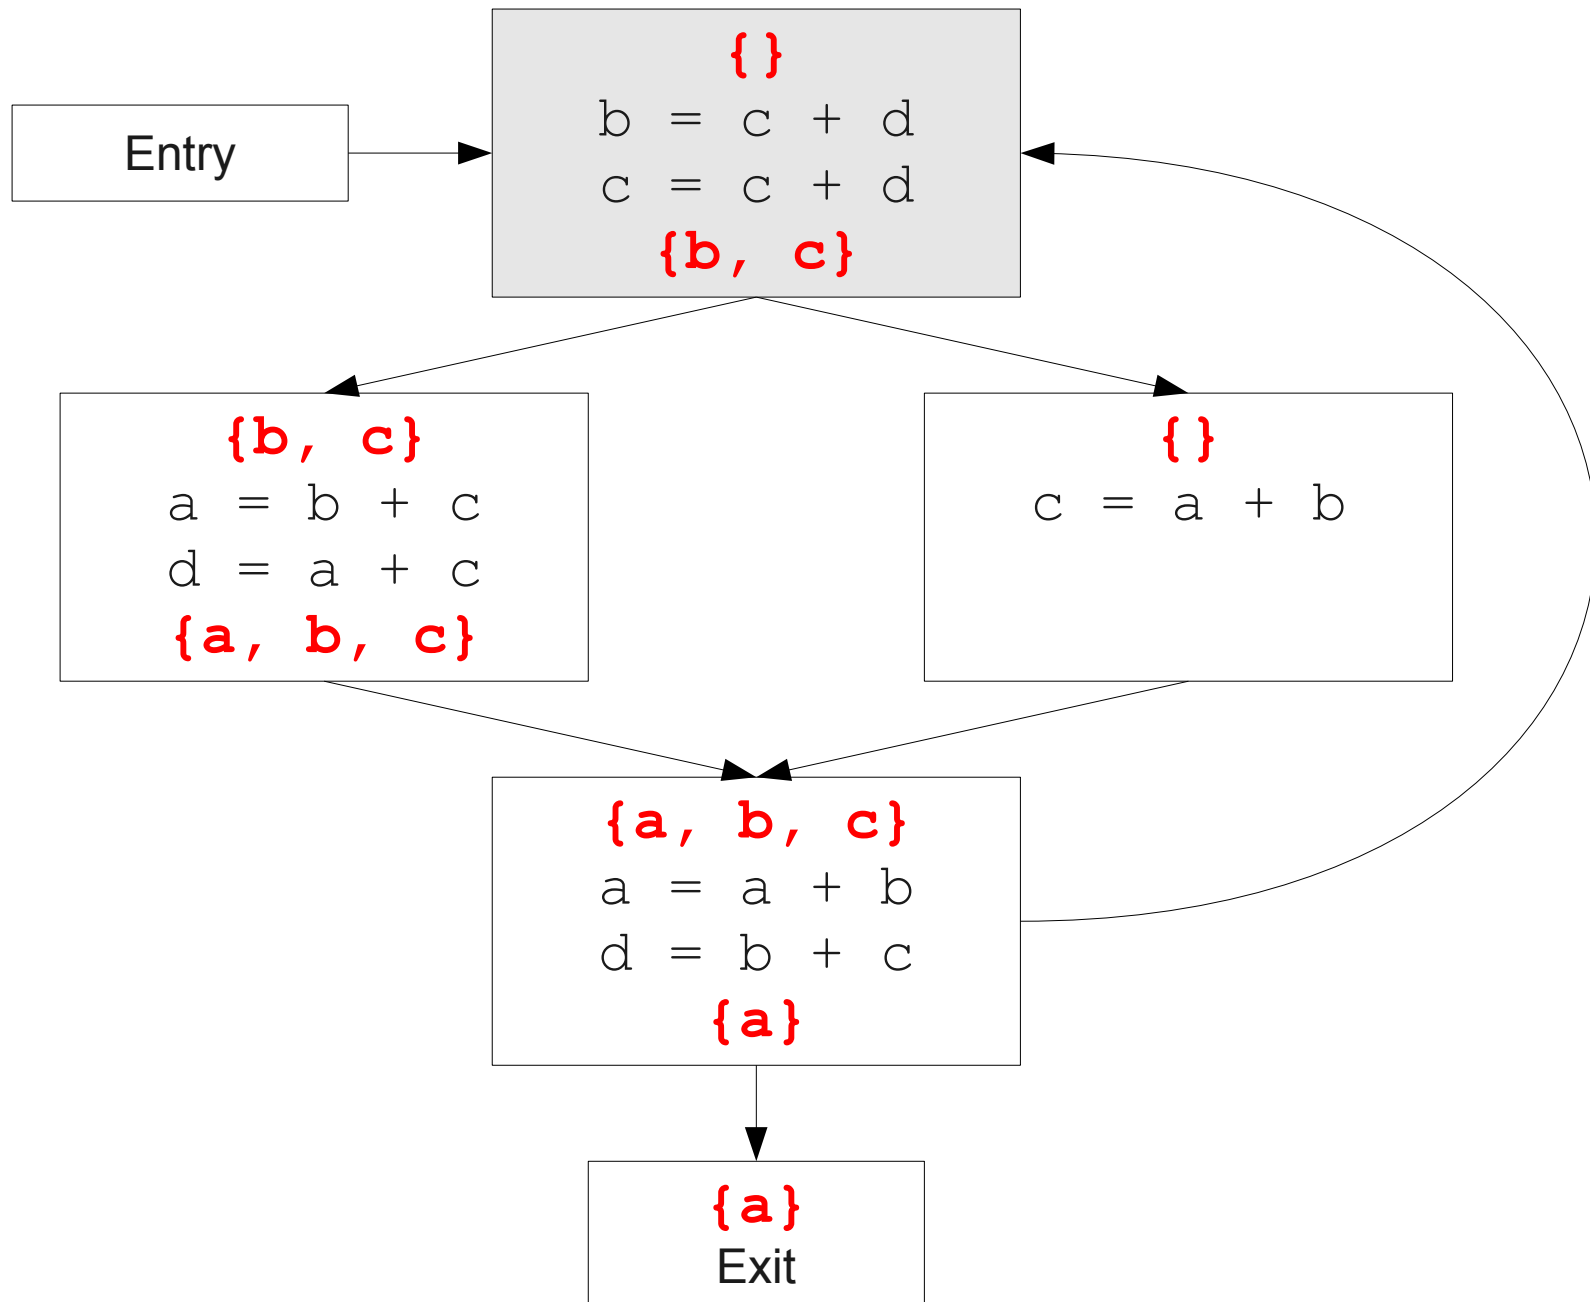 {}
b = c + d
c = c + d
{b, c}
Entry
{b, c}
a = b + c
d = a + c
{a, b, c}
{}
c = a + b
{a, b, c}
a = a + b
d = b + c
{a}
{a}
Exit